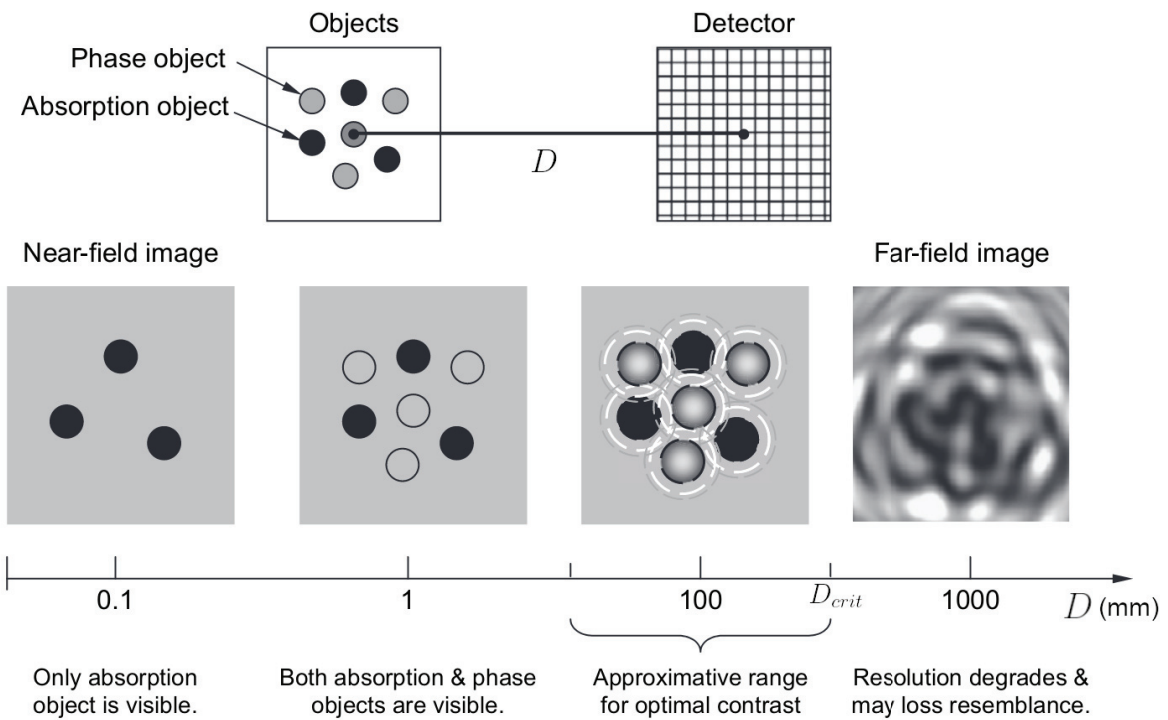 Objects
Detector
Phase object
Absorption object
D
Near-field image
Far-field image
0.1
1
100
D_{crit}
1000
D (mm)
Only absorption
object is visible.
Both absorption & phase
objects are visible.
Approximative range
for optimal contrast
Resolution degrades &
may loss resemblance.